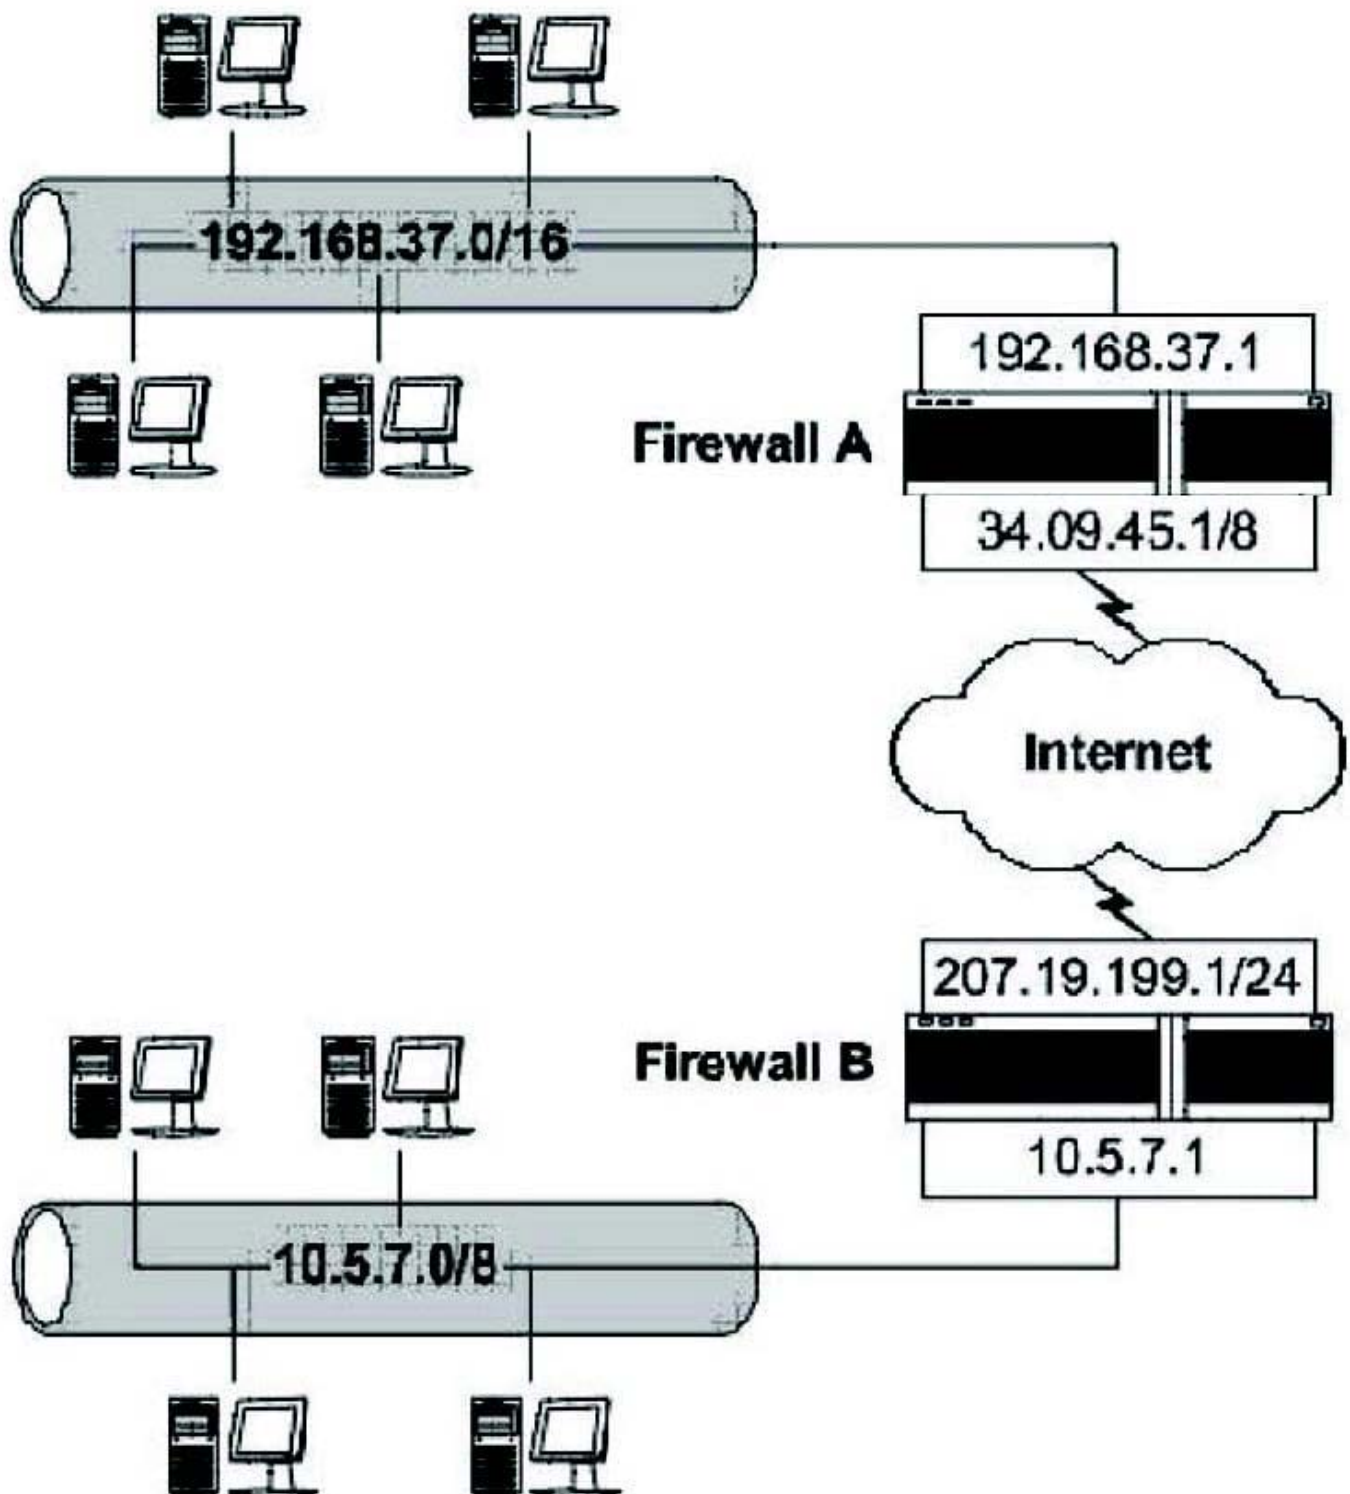 192.168.37.0/16
192.168.37.1
Firewall A
34.09.45.1/8
Internet
207.19.199.1/24
Firewall B
10.5.7.1
10.5.7.0/8